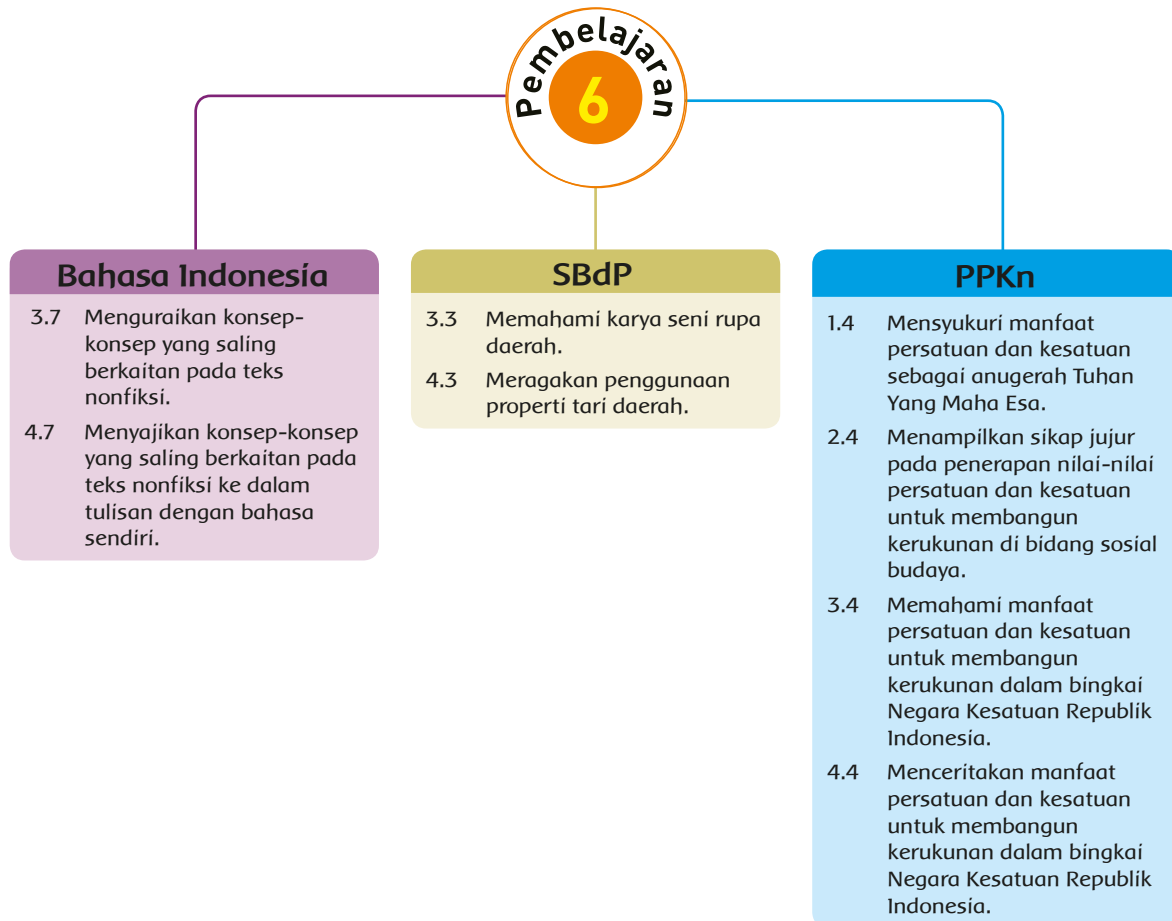 Pembelajaran
6
Bahasa Indonesia
3.7 Menguraikan konsep-
konsep yang saling
berkaitan pada teks
nonfiksi.
4.7 Menyajikan konsep-konsep
yang saling berkaitan pada
teks nonfiksi ke dalam
tulisan dengan bahasa
sendiri.
SBdP
3.3 Memahami karya seni rupa
daerah.
4.3 Meragakan penggunaan
properti tari daerah.
PPKn
1.4 Mensyukuri manfaat
persatuan dan kesatuan
sebagai anugerah Tuhan
Yang Maha Esa.
2.4 Menampilkan sikap jujur
pada penerapan nilai-nilai
persatuan dan kesatuan
untuk membangun
kerukunan di bidang sosial
budaya.
3.4 Memahami manfaat
persatuan dan kesatuan
untuk membangun
kerukunan dalam bingkai
Negara Kesatuan Republik
Indonesia.
4.4 Menceritakan manfaat
persatuan dan kesatuan
untuk membangun
kerukunan dalam bingkai
Negara Kesatuan Republik
Indonesia.